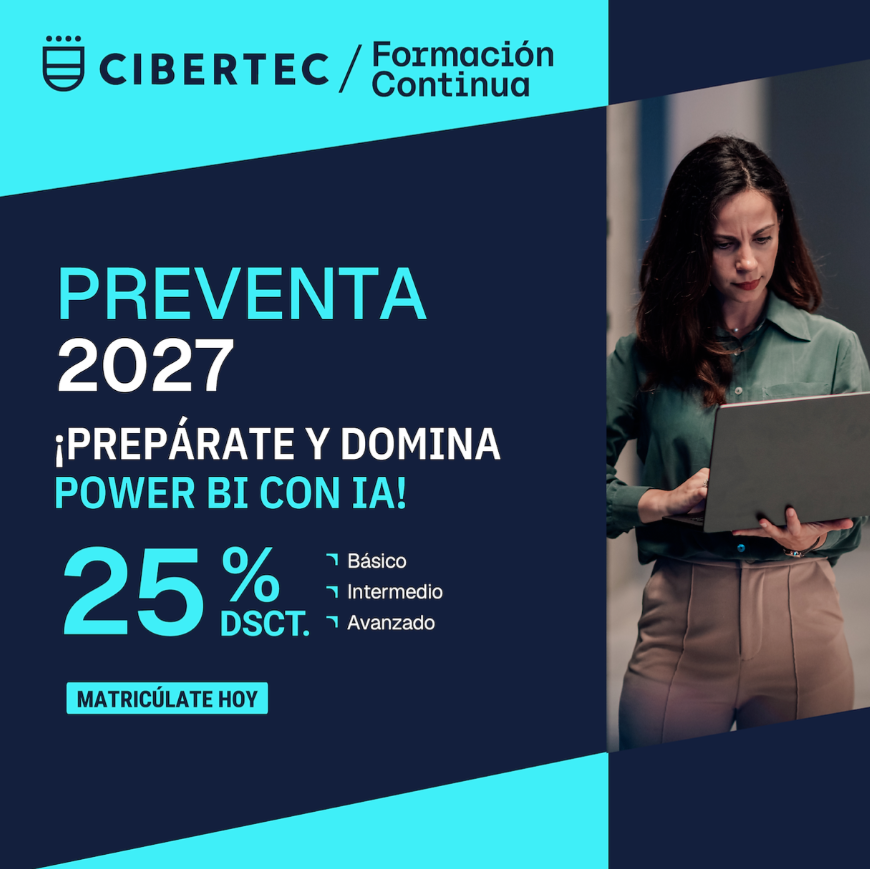 CIBERTEC / Formación
Continua
PREVENTA
2027
¡PREPÁRATE Y DOMINA
POWER BI CON IA!
25% DSCT.
Básico
Intermedio
Avanzado
MATRICÚLATE HOY